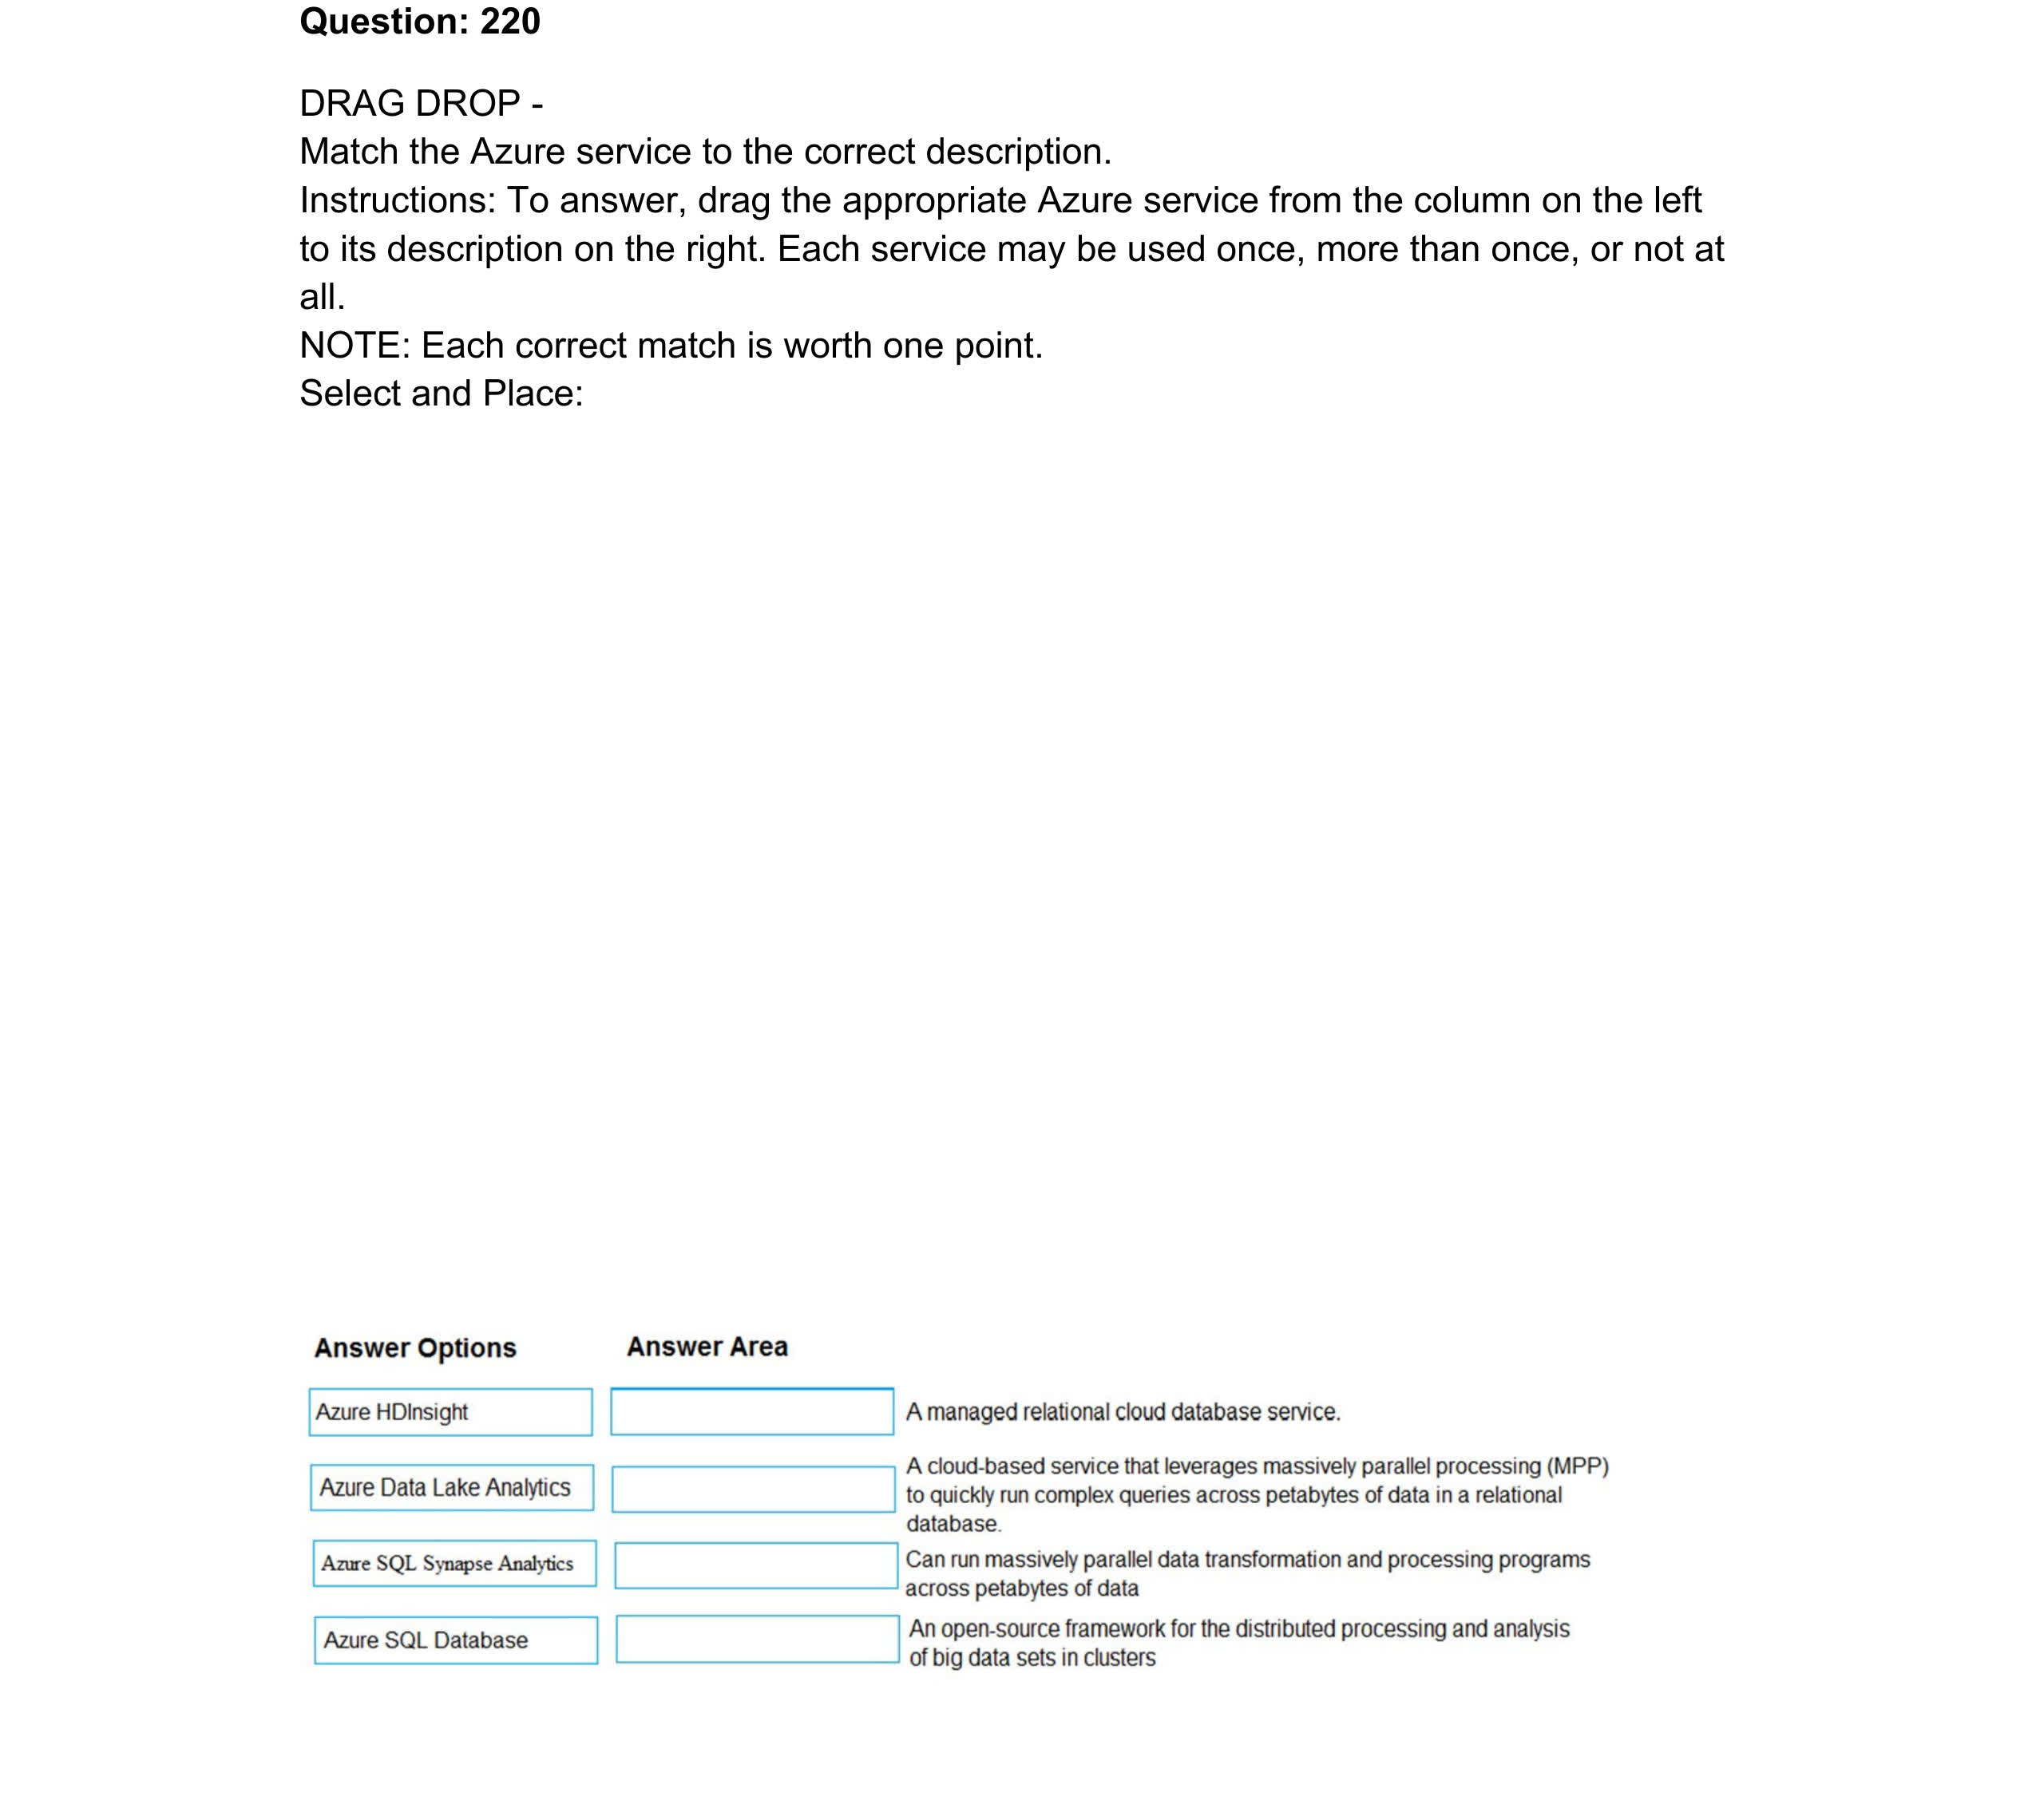 Question: 220
DRAG DROP -
Match the Azure service to the correct description.
Instructions: To answer, drag the appropriate Azure service from the column on the left
to its description on the right. Each service may be used once, more than once, or not at
all.
NOTE: Each correct match is worth one point.
Select and Place:
Answer Options
Answer Area
Azure HDInsight
A managed relational cloud database service.
Azure Data Lake Analytics
A cloud-based service that leverages massively parallel processing (MPP)
to quickly run complex queries across petabytes of data in a relational
database.
Azure SQL Synapse Analytics
Can run massively parallel data transformation and processing programs
across petabytes of data
Azure SQL Database
An open-source framework for the distributed processing and analysis
of big data sets in clusters